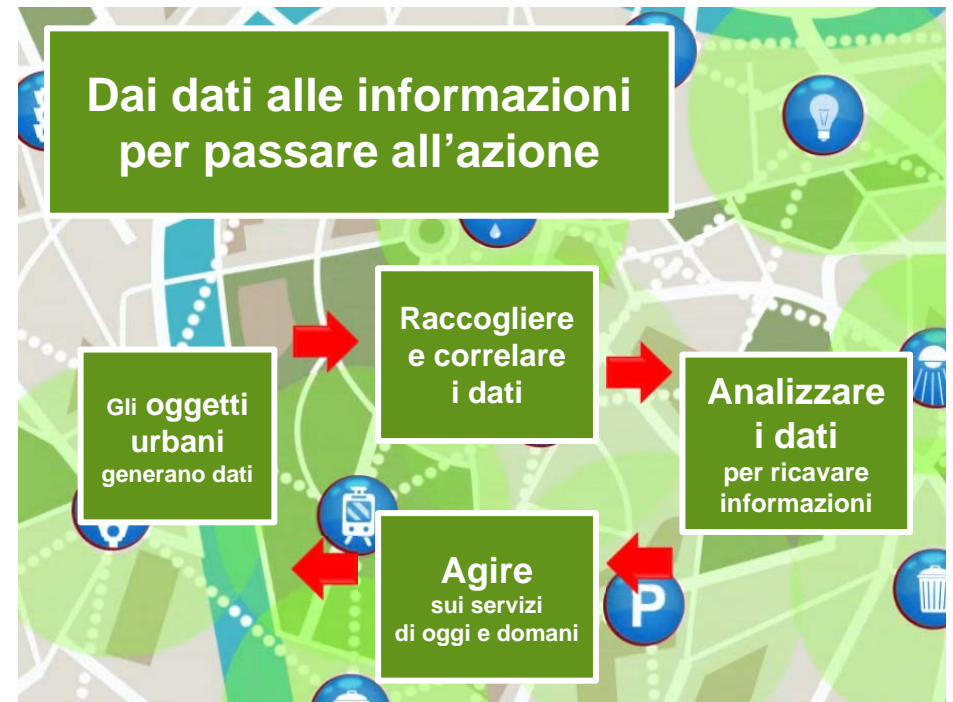 Dai dati alle informazioni
per passare all’azione
Gli oggetti
urbani
generano dati
Raccogliere
e correlare
i dati
Analizzare
i dati
per ricavare
informazioni
Agire
sui servizi
di oggi e domani
P